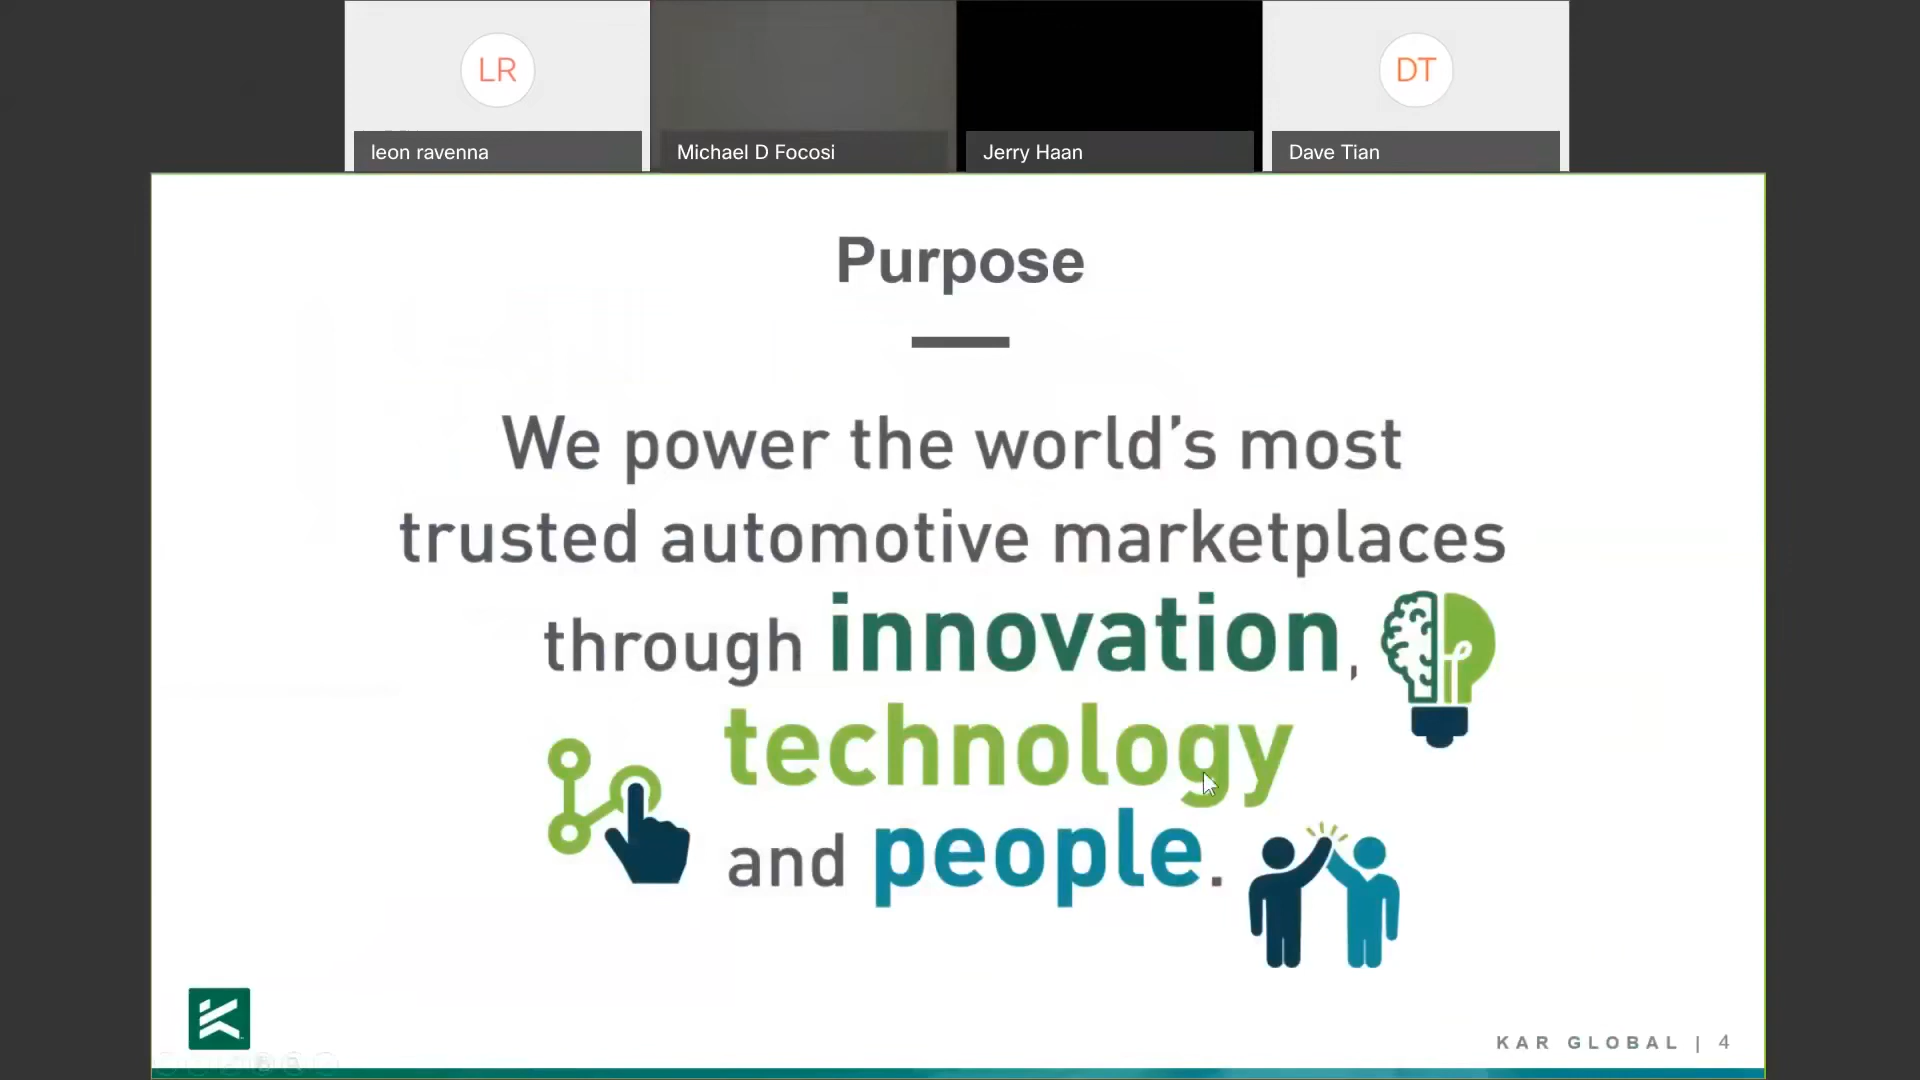 LR
DT
leon ravenna
Michael D Focosi
Jerry Haan
Dave Tian
Purpose
We power the world’s most
trusted automotive marketplaces
through innovation,
technology
and people.
KAR GLOBAL | 4